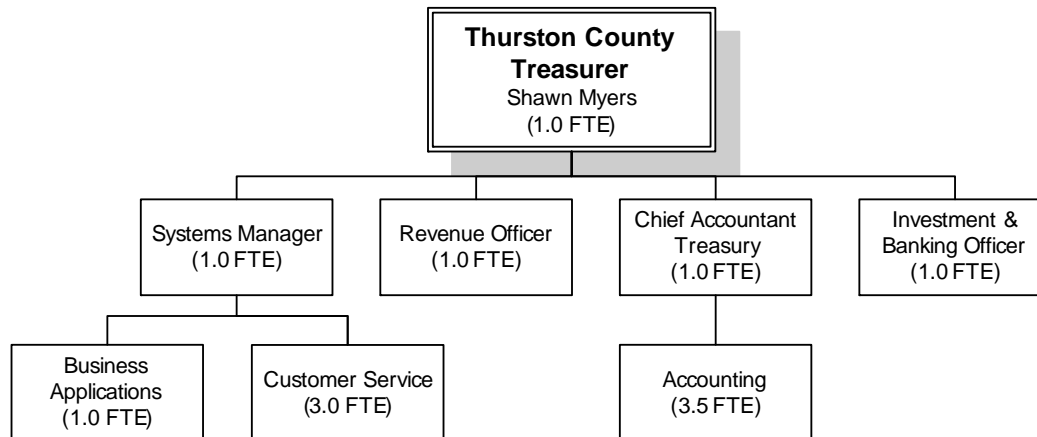 Thurston County
Treasurer
Shawn Myers
(1.0 FTE)
Systems Manager
(1.0 FTE)
Revenue Officer
(1.0 FTE)
Chief Accountant
Treasury
(1.0 FTE)
Investment &
Banking Officer
(1.0 FTE)
Business
Applications
(1.0 FTE)
Customer Service
(3.0 FTE)
Accounting
(3.5 FTE)